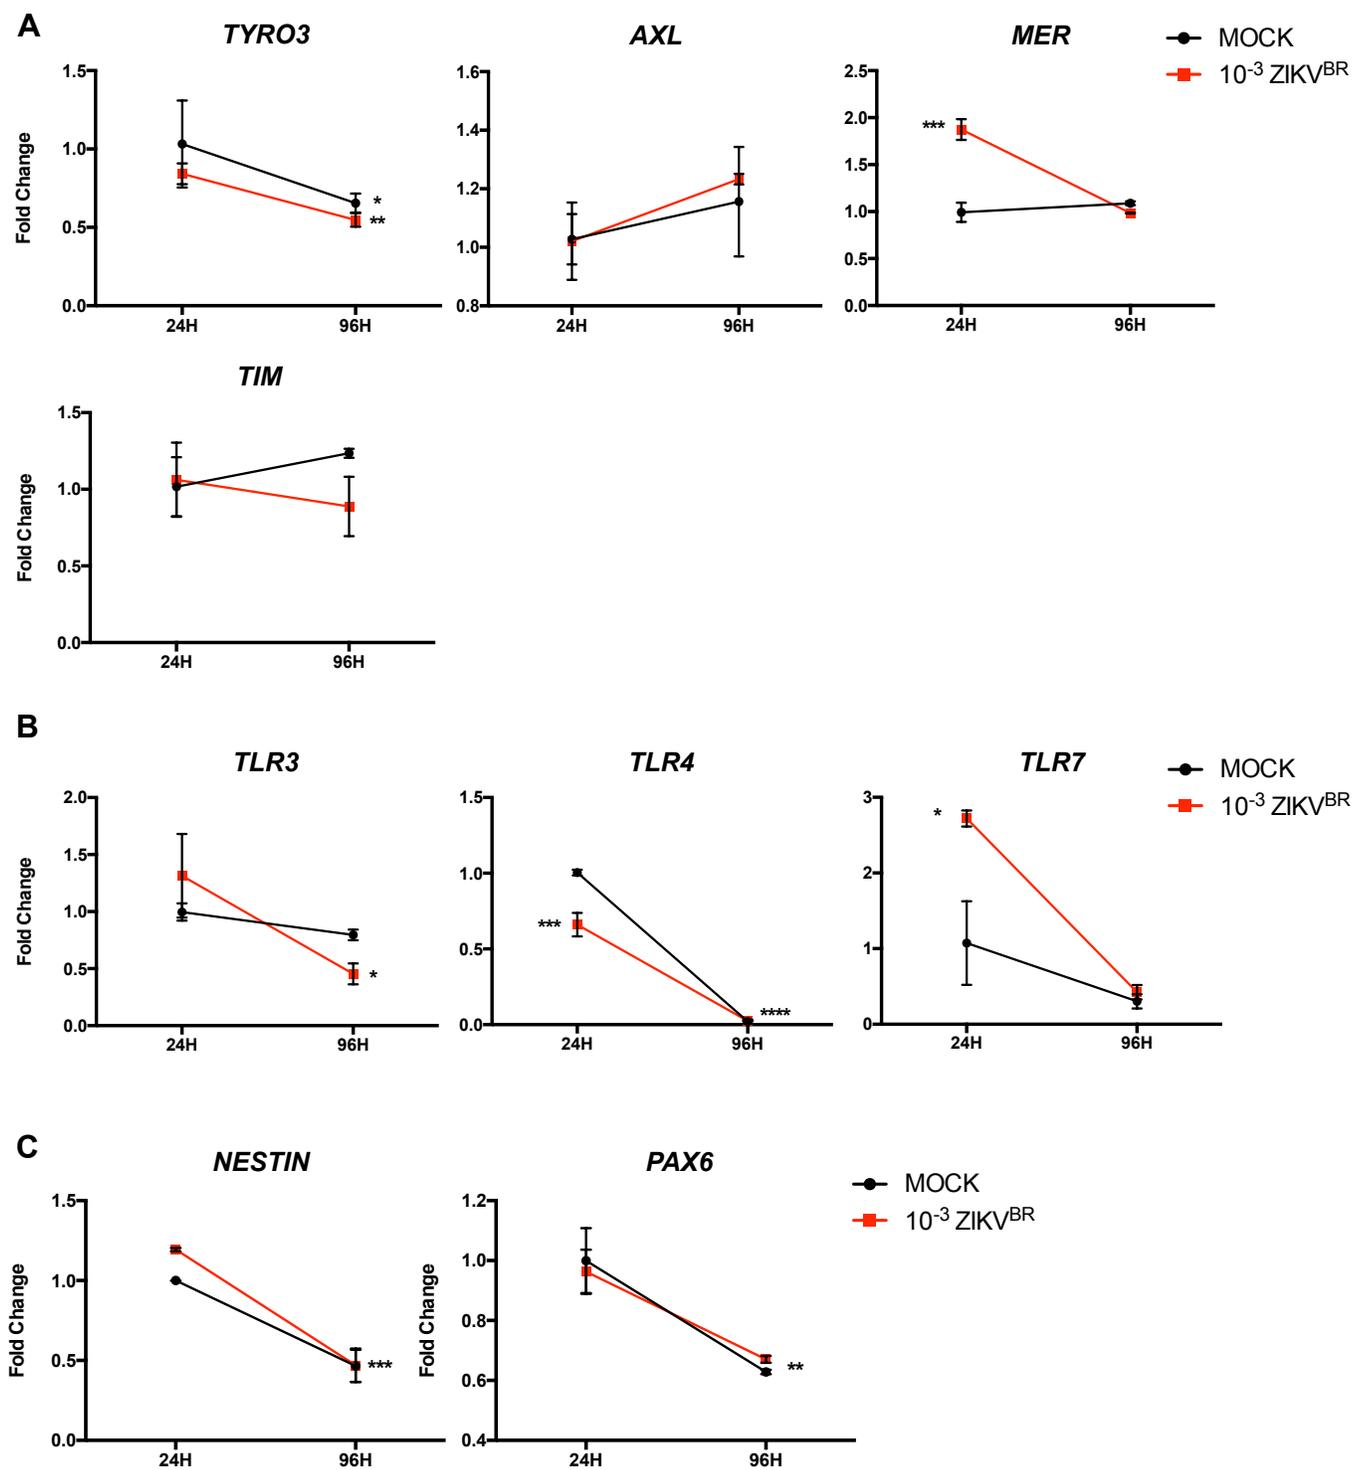 A
TYRO3
AXL
MER
MOCK
10-3 ZIKVBR
Fold Change
1.5
1.0
0.5
0.0
*
**
24H
96H
1.6
1.4
1.2
1.0
0.8
24H
96H
2.5
2.0
1.5
1.0
0.5
0.0
***
24H
96H
TIM
Fold Change
1.5
1.0
0.5
0.0
24H
96H
B
TLR3
TLR4
TLR7
MOCK
10-3 ZIKVBR
Fold Change
2.0
1.5
1.0
0.5
0.0
*
24H
96H
1.5
1.0
0.5
0.0
***
****
24H
96H
3
2
1
0
*
24H
96H
C
NESTIN
PAX6
MOCK
10-3 ZIKVBR
Fold Change
1.5
1.0
0.5
0.0
***
24H
96H
Fold Change
1.2
1.0
0.8
0.6
0.4
**
24H
96H